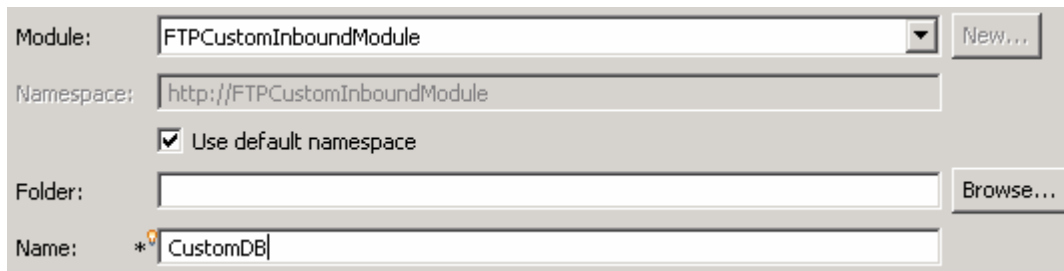 Module: FTPCustomInboundModule New...
Namespace: http://FTPCustomInboundModule
Use default namespace
Folder: Browse...
Name: * CustomDB